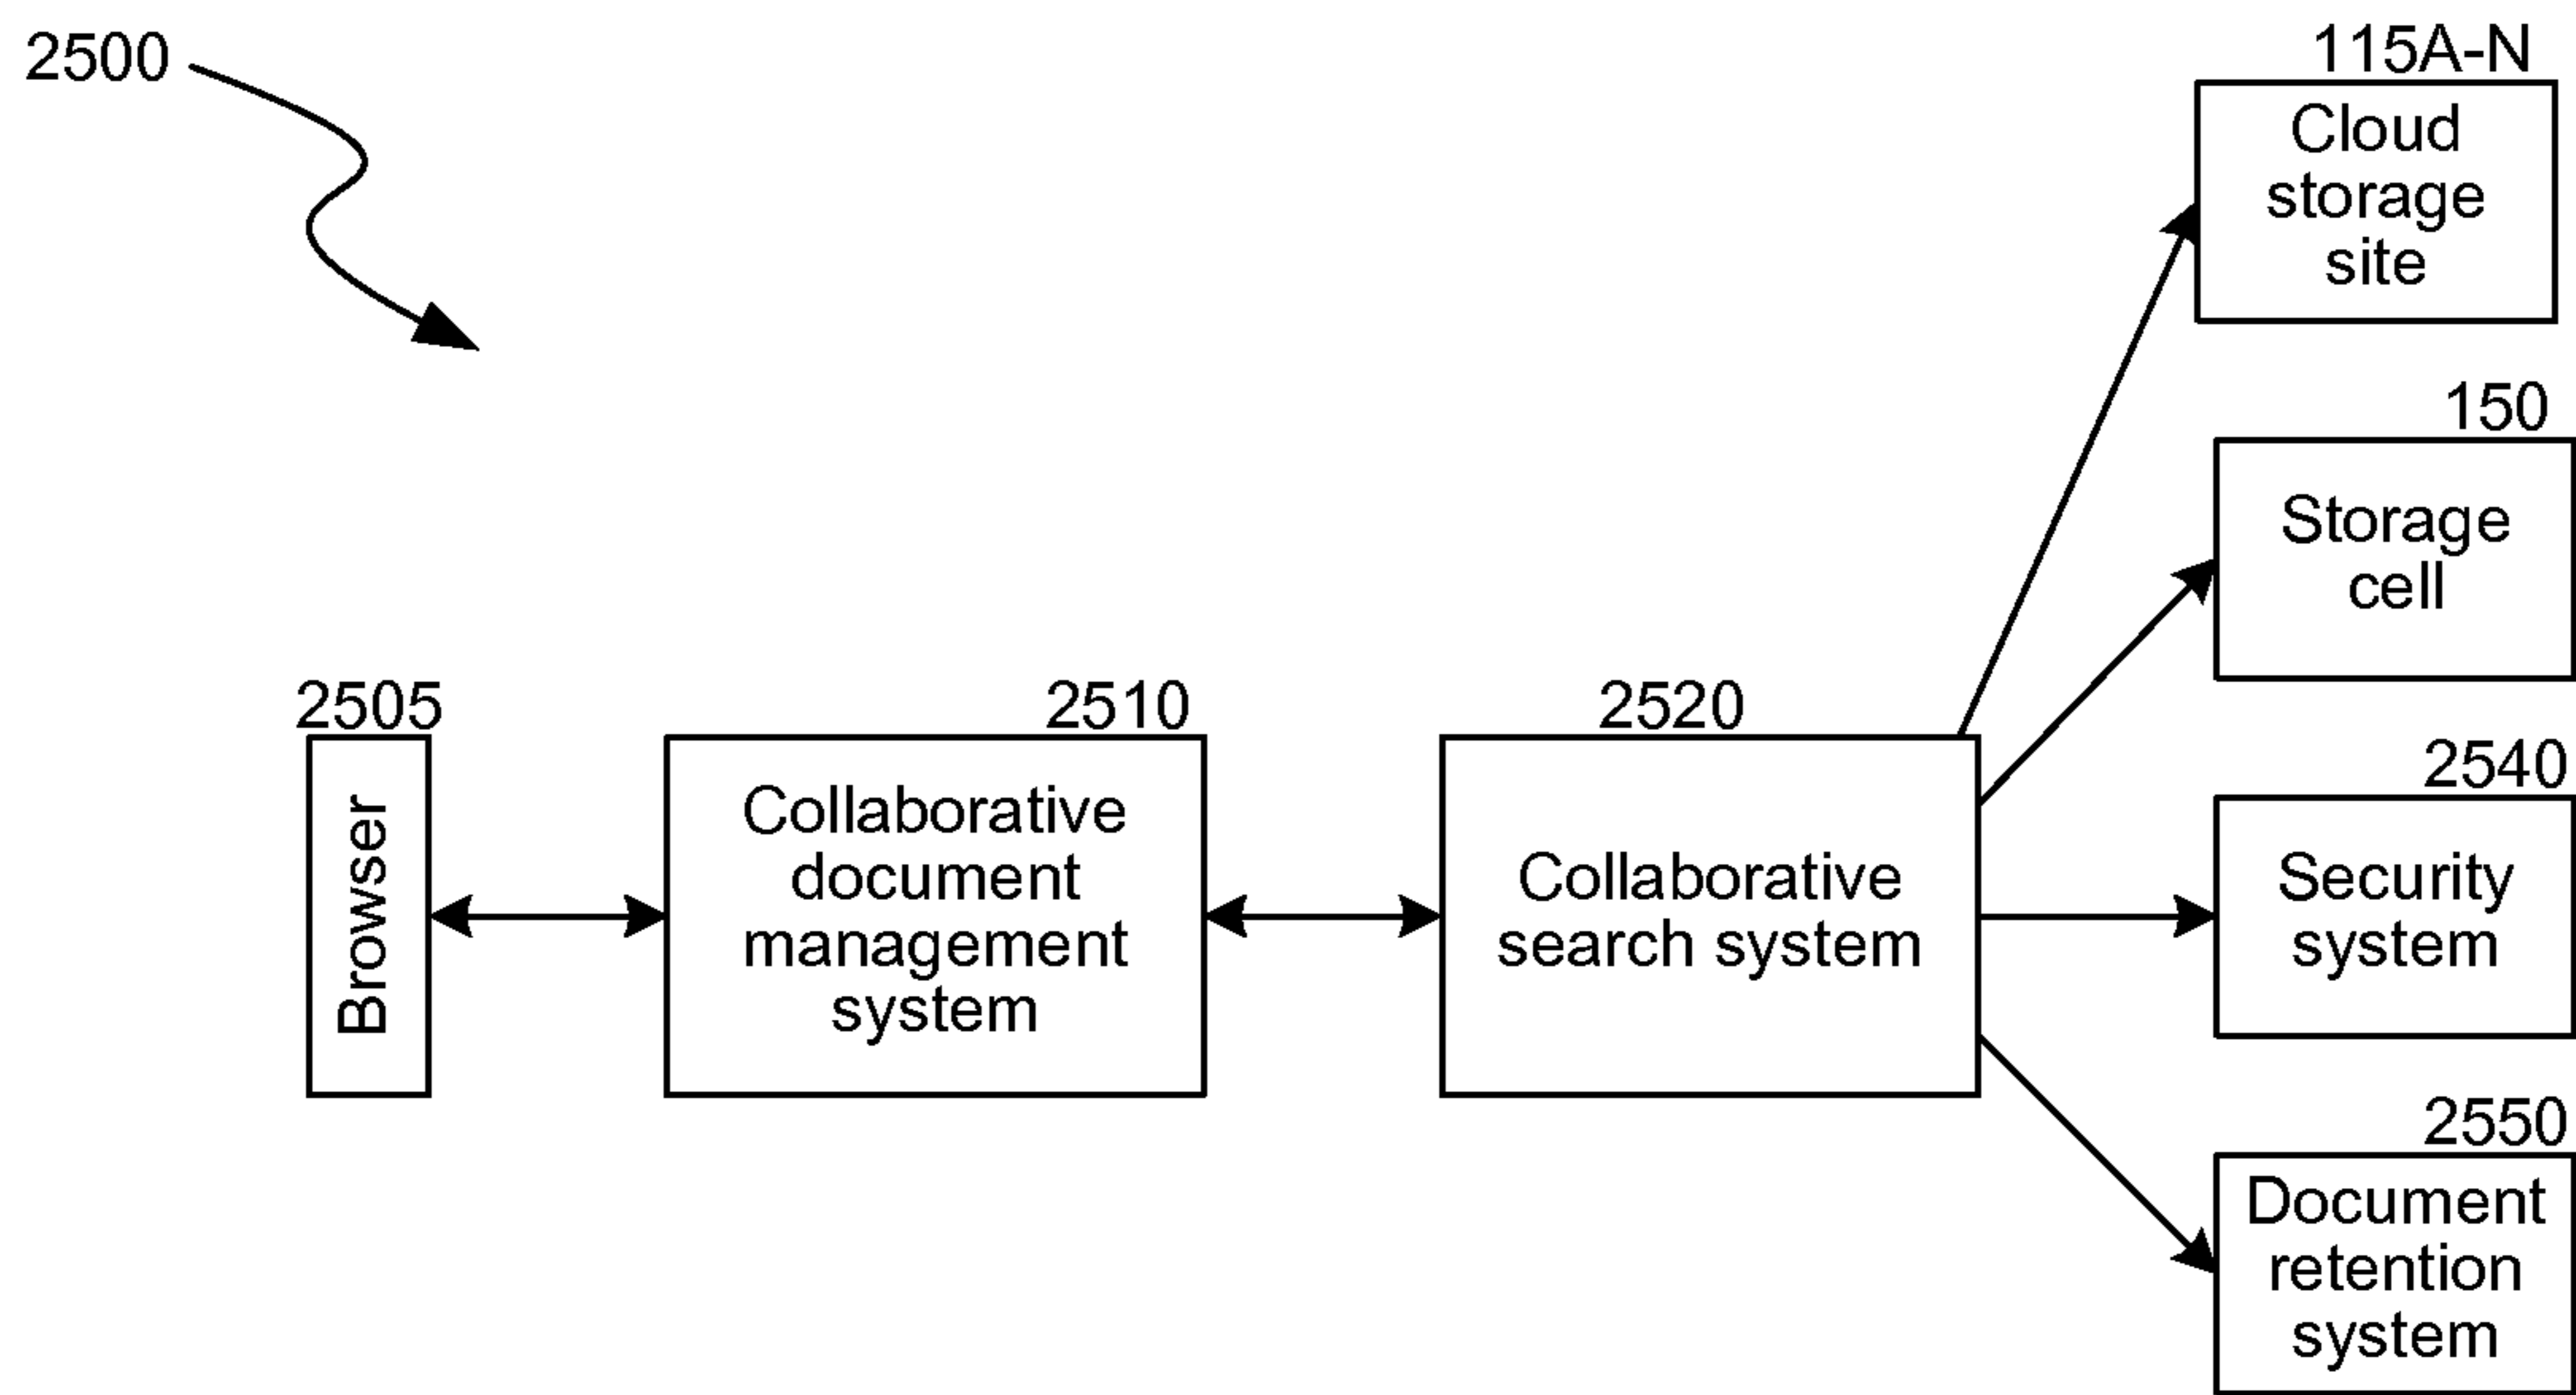 2500
115A-N
Cloud
storage
site
150
Storage
cell
2505
Browser
2510
Collaborative
document
management
system
2520
Collaborative
search system
2540
Security
system
2550
Document
retention
system